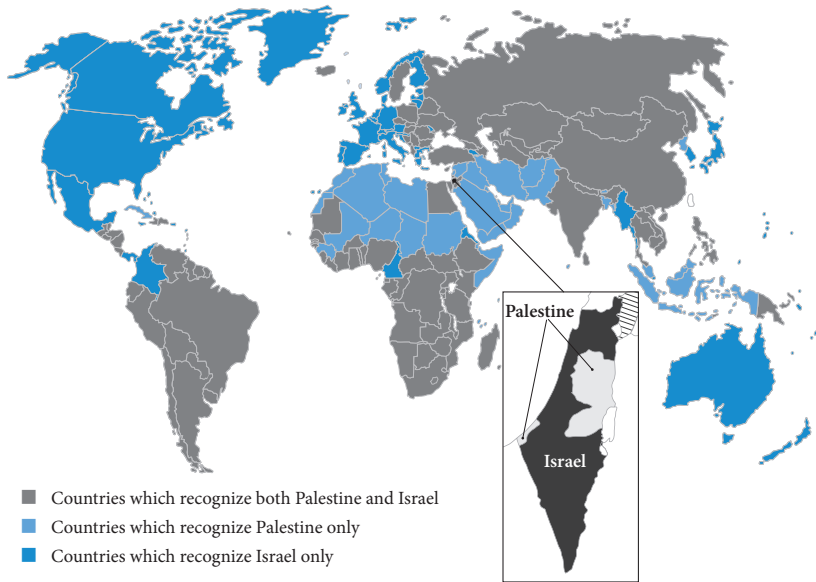 Palestine
Israel
Countries which recognize both Palestine and Israel
Countries which recognize Palestine only
Countries which recognize Israel only